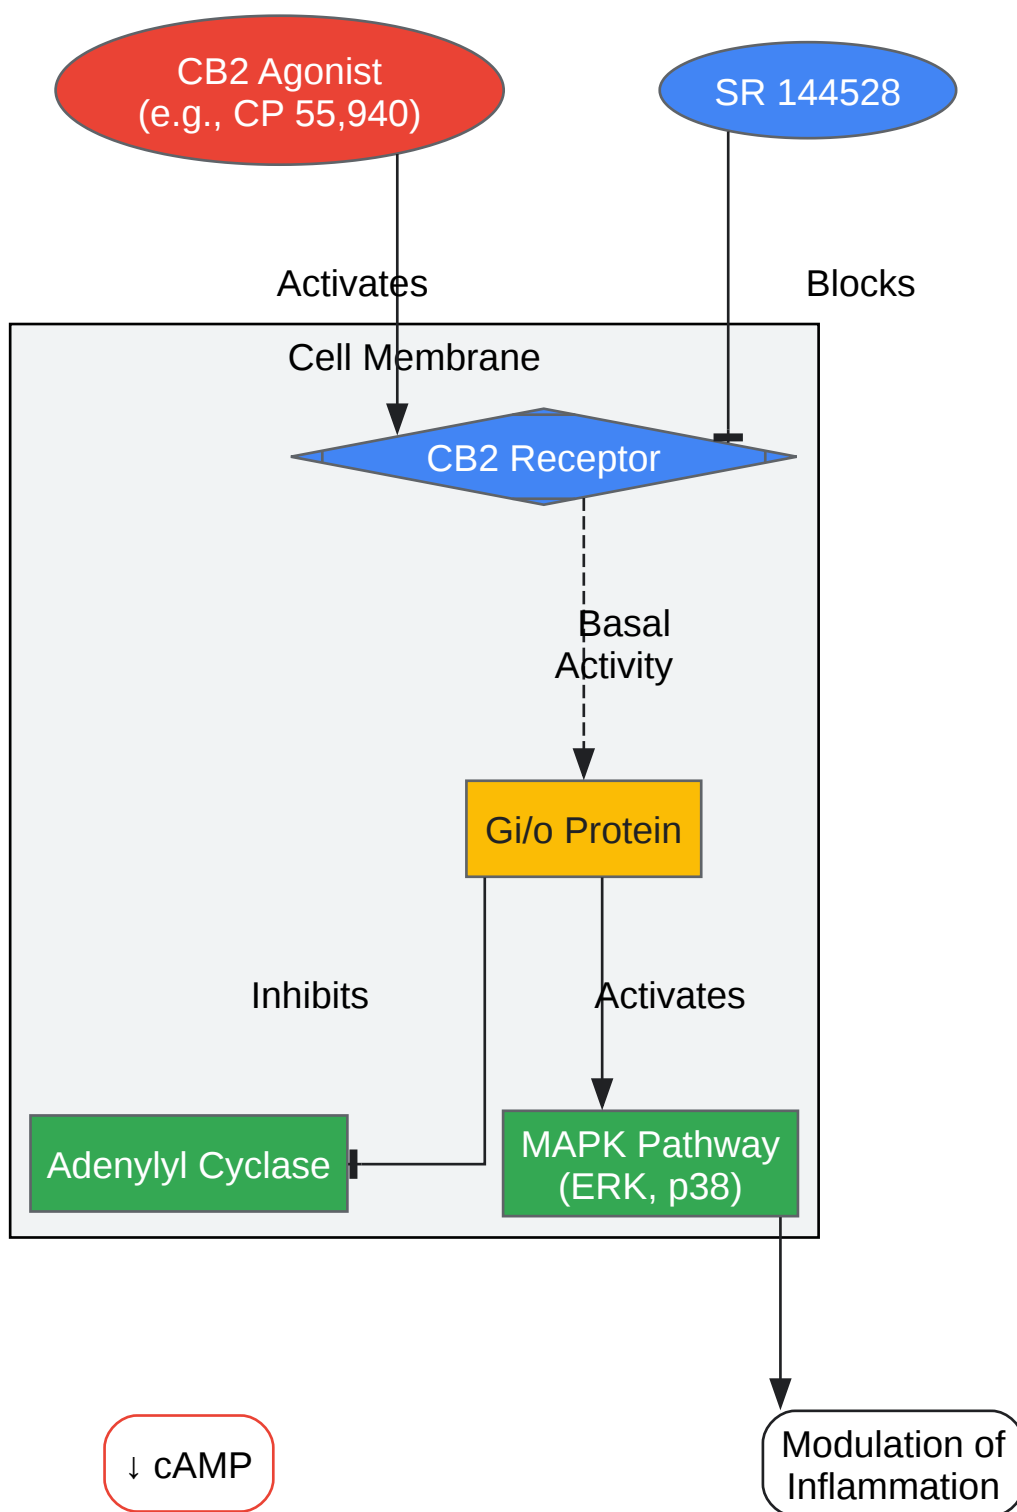 CB2 Agonist
(e.g., CP 55,940)
SR 144528
Activates
Blocks
Cell Membrane
CB2 Receptor
Basal
Activity
Gi/o Protein
Inhibits
Activates
Adenylyl Cyclase
MAPK Pathway
(ERK, p38)
↓ cAMP
Modulation of
Inflammation